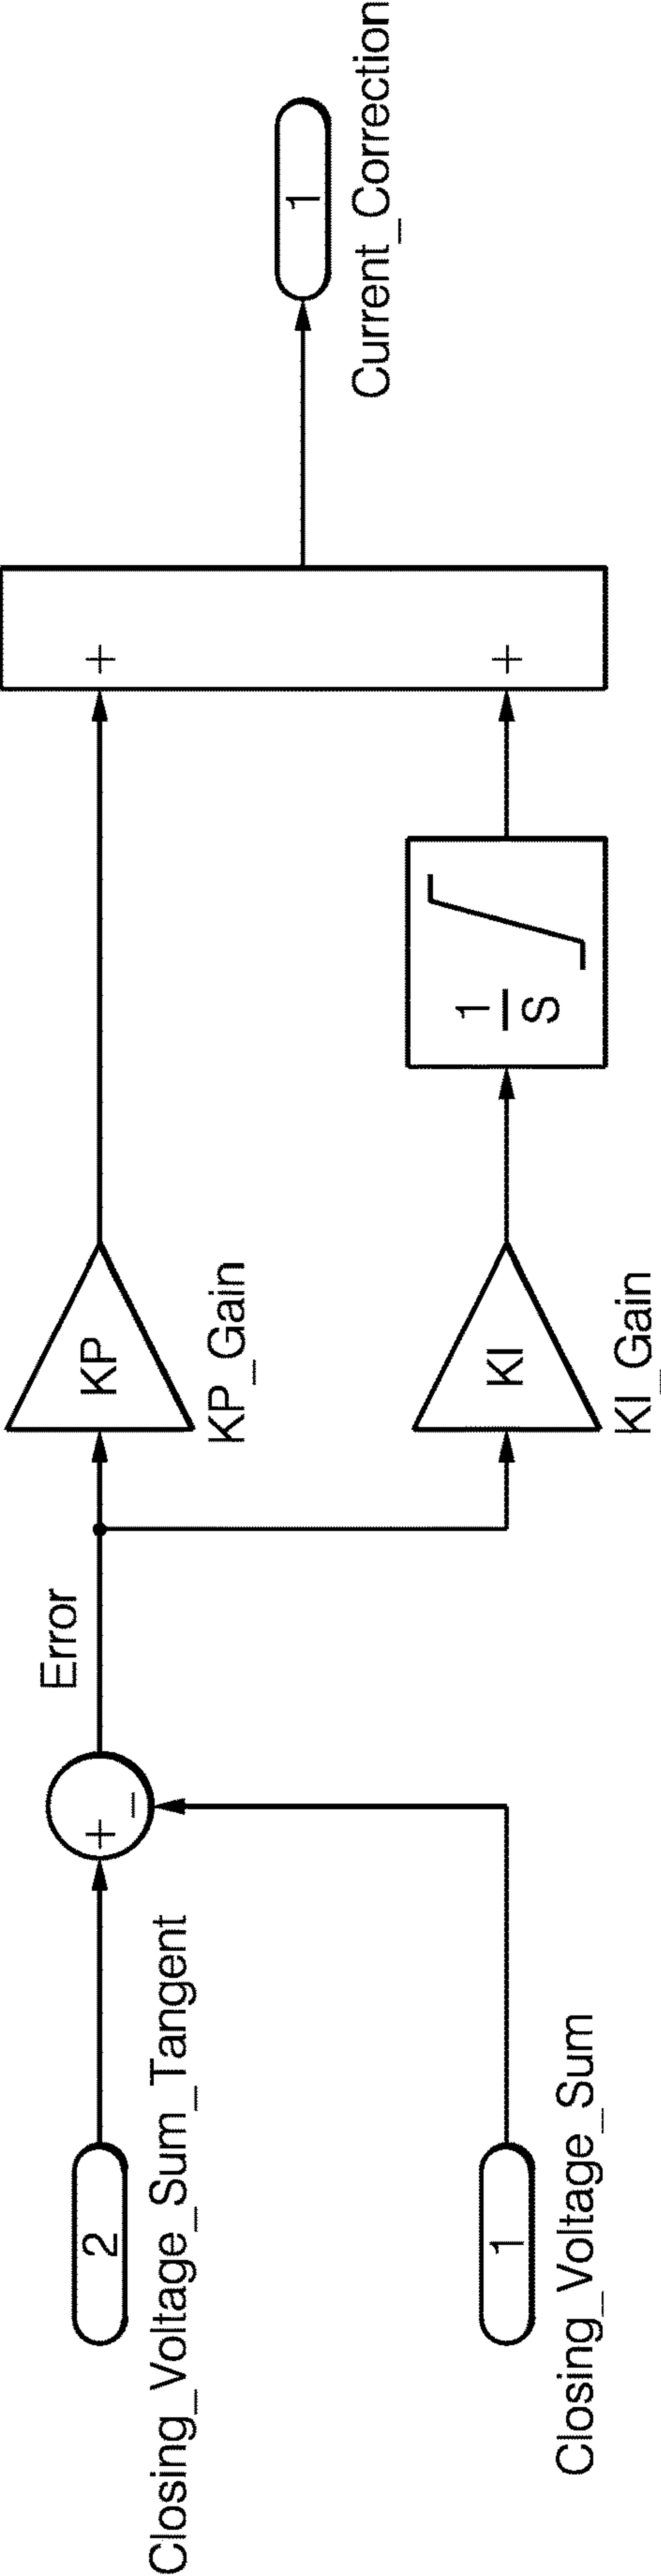 2
Closing_Voltage_Sum_Tangent
+
−
Error
KP
KP_Gain
+
1
Closing_Voltage_Sum
KI
KI_Gain
1
S
+
1
Current_Correction